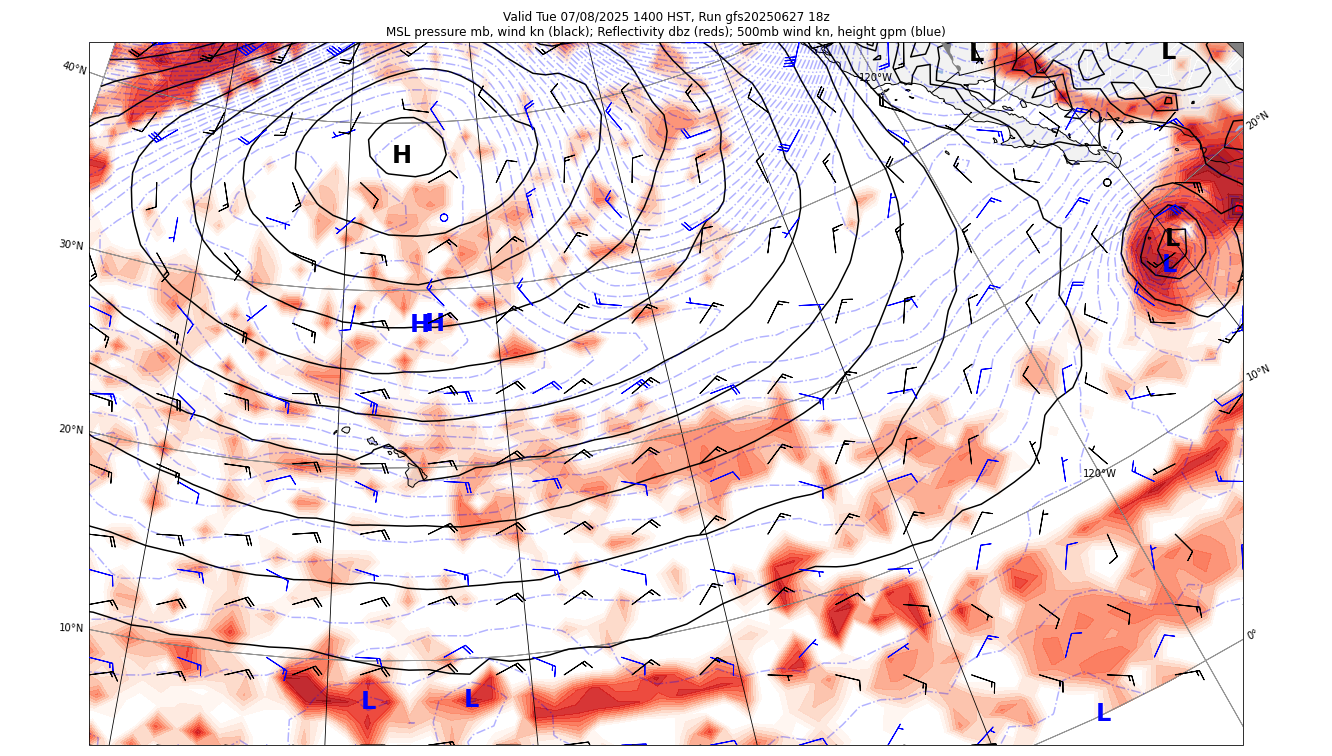 Valid Tue 07/08/2025 1400 HST, Run gfs20250627 18z
MSL pressure mb, wind kn (black); Reflectivity dbz (reds); 500mb wind kn, height gpm (blue)
L L
40°N
120°W
20°N
H
30°N
L
L
HH
10°N
20°N
120°W
10°N
0°
L L
L